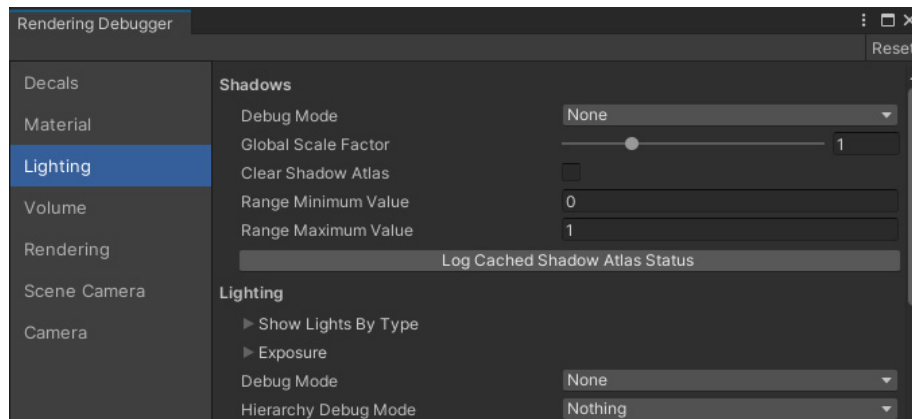 Rendering Debugger
Reset
Decals
Material
Lighting
Volume
Rendering
Scene Camera
Camera
Shadows
Debug Mode None
Global Scale Factor 1
Clear Shadow Atlas
Range Minimum Value 0
Range Maximum Value 1
Log Cached Shadow Atlas Status
Lighting
Show Lights By Type
Exposure
Debug Mode None
Hierarchy Debug Mode Nothing